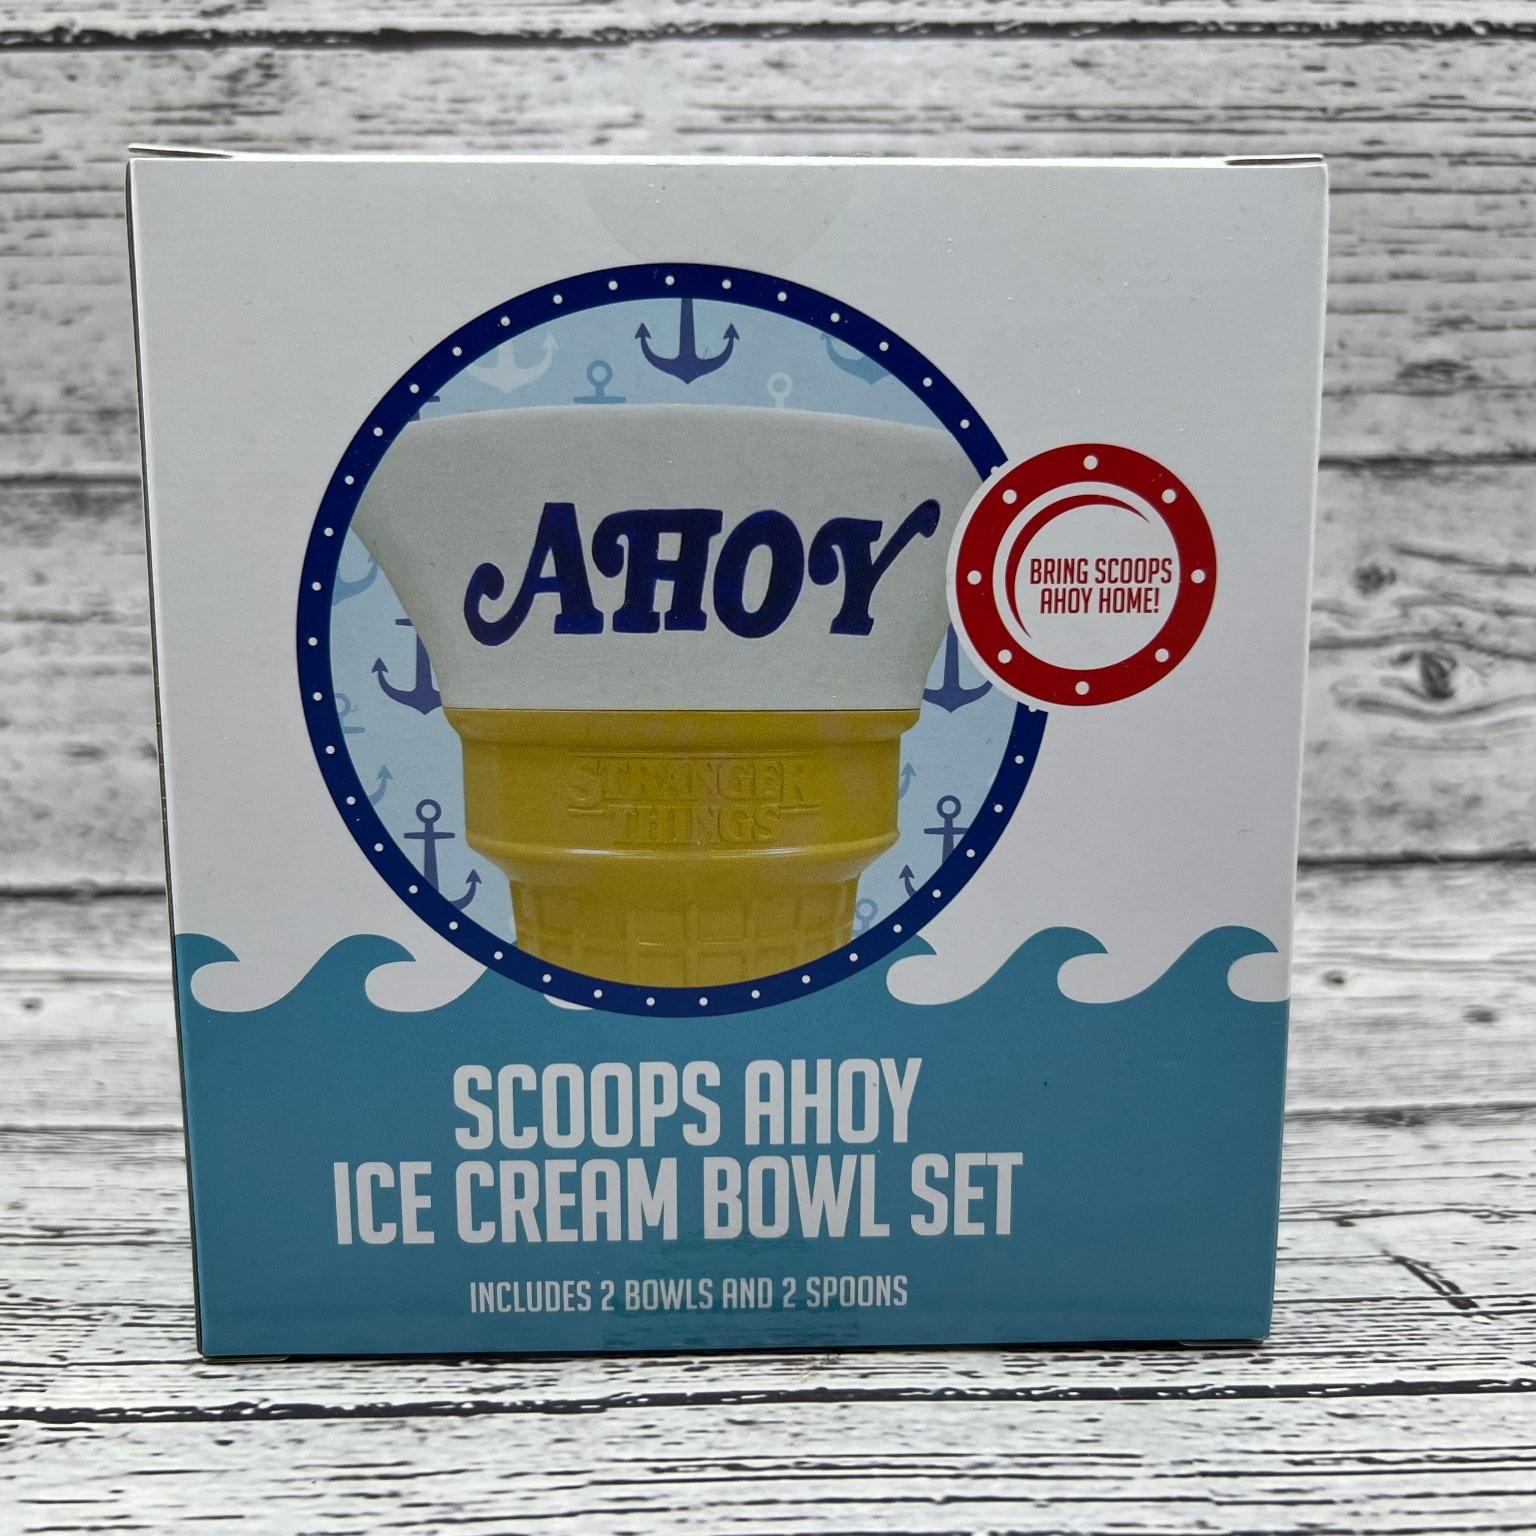 AHOY
STRANGER
THINGS
BRING SCOOPS
AHOY HOME!
SCOOPS AHOY
ICE CREAM BOWL SET
INCLUDES 2 BOWLS AND 2 SPOONS